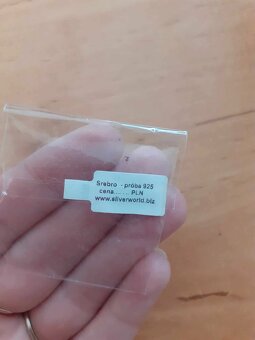 Srebro - próba 925
cena...... PLN
www.silverworld.biz